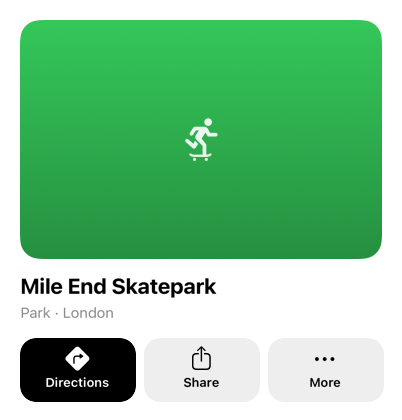 Mile End Skatepark
Park · London
Directions
Share
More